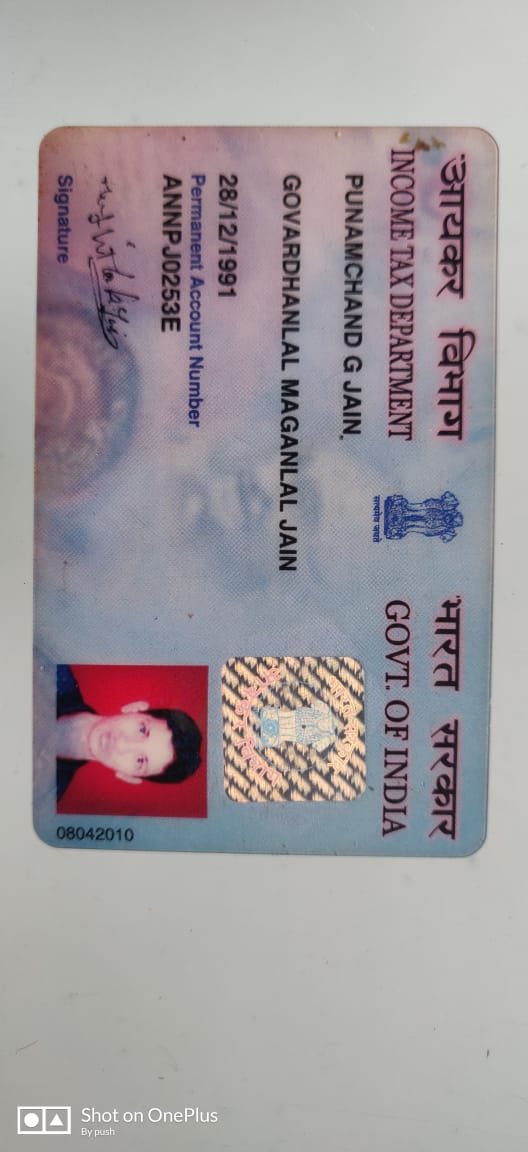 आयकर विभाग
INCOME TAX DEPARTMENT
सत्यमेव जयते
भारत सरकार
GOVT. OF INDIA
PUNAMCHAND G JAIN
GOVARDHANLAL MAGANLAL JAIN
28/12/1991
Permanent Account Number
ANNPJ0253E
Signature
08042010
Shot on OnePlus
By push